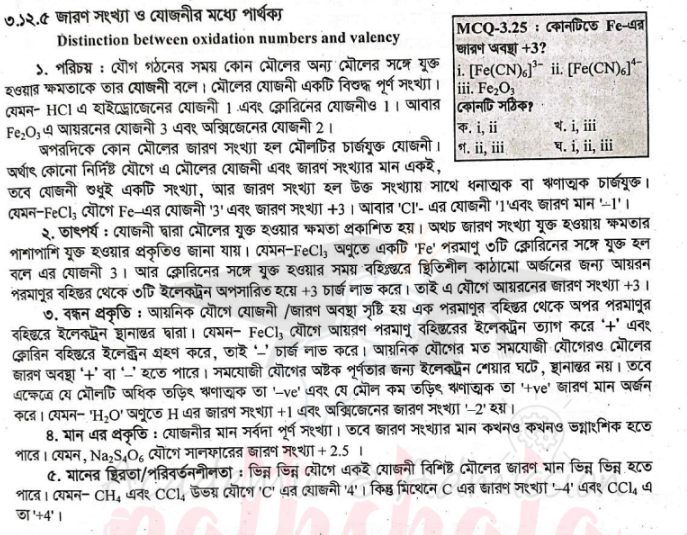 ৩.১২.৫ জারণ সংখ্যা ও যোজনীর মধ্যে পার্থক্য
Distinction between oxidation numbers and valency
১. পরিচয় : যৌগ গঠনের সময় কোন মৌলের অন্য মৌলের সঙ্গে যুক্ত
হওয়ার ক্ষমতাকে তার যোজনী বলে। মৌলের যোজনী একটি বিশুদ্ধ পূর্ণ সংখ্যা।
যেমন- HCl এ হাইড্রোজেনের যোজনী 1 এবং ক্লোরিনের যোজনীও 1। আবার
Fe₂O₃ এ আয়রনের যোজনী 3 এবং অক্সিজেনের যোজনী 2।
অপরদিকে কোন মৌলের জারণ সংখ্যা হল মৌলটির চার্জযুক্ত যোজনী।
অর্থাৎ কোনো নির্দিষ্ট যৌগে এ মৌলের যোজনী এবং জারণ সংখ্যার মান একই,
MCQ-3.25 : কোনটিতে Fe-এর
জারণ অবস্থা +3?
i. [Fe(CN)₆]³⁻ ii. [Fe(CN)₆]⁴⁻
iii. Fe₂O₃
কোনটি সঠিক?
ক. i, ii খ. i, iii
গ. ii, iii ঘ. i, ii, iii
তবে যোজনী শুধুই একটি সংখ্যা, আর জারণ সংখ্যা হল উক্ত সংখ্যায় সাথে ধনাত্মক বা ঋণাত্মক চার্জযুক্ত।
যেমন-FeCl₃ যৌগে Fe-এর যোজনী '3' এবং জারণ সংখ্যা +3 । আবার 'Cl'- এর যোজনী '1'এবং জারণ মান '–1'।
২. তাৎপর্য : যোজনী দ্বারা মৌলের যুক্ত হওয়ার ক্ষমতা প্রকাশিত হয়। অথচ জারণ সংখ্যা যুক্ত হওয়ায় ক্ষমতার
পাশাপাশি যুক্ত হওয়ার প্রকৃতিও জানা যায়। যেমন-FeCl₃ অণুতে একটি 'Fe' পরমাণু ৩টি ক্লোরিনের সঙ্গে যুক্ত হল
বলে এর যোজনী 3। আর ক্লোরিনের সঙ্গে যুক্ত হওয়ার সময় বহিঃস্তরে স্থিতিশীল কাঠামো অর্জনের জন্য আয়রন
পরমাণুর বহিস্তর থেকে ৩টি ইলেকট্রন অপসারিত হয়ে +3 চার্জ লাভ করে। তাই এ যৌগে আয়রনের জারণ সংখ্যা +3।
৩. বন্ধন প্রকৃতি : আয়নিক যৌগে যোজনী /জারণ অবস্থা সৃষ্টি হয় এক পরমাণুর বহিস্তর থেকে অপর পরমাণুর
বহিস্তরে ইলেকট্রন স্থানান্তর দ্বারা। যেমন- FeCl₃ যৌগে আয়রণ পরমাণু বহিস্তরের ইলেকট্রন ত্যাগ করে '+' এবং
ক্লোরিন বহিস্তরে ইলেক্ট্রন গ্রহণ করে, তাই '–' চার্জ লাভ করে। আয়নিক যৌগের মত সমযোজী যৌগেরও মৌলের
জারণ অবস্থা '+' বা '–' হতে পারে। সমযোজী যৌগের অষ্টক পূর্ণতার জন্য ইলেকট্রন শেয়ার ঘটে, স্থানান্তর নয়। তবে
এক্ষেত্রে যে মৌলটি অধিক তড়িৎ ঋণাত্মক তা '–ve' এবং যে মৌল কম তড়িৎ ঋণাত্মক তা '+ve' জারণ মান অর্জন
করে। যেমন- 'H₂O' অণুতে H এর জারণ সংখ্যা +1 এবং অক্সিজেনের জারণ সংখ্যা '–2' হয়।
৪. মান এর প্রকৃতি : যোজনীর মান সর্বদা পূর্ণ সংখ্যা। তবে জারণ সংখ্যার মান কখনও কখনও ভগ্নাংশিক হতে
পারে। যেমন, Na₂S₄O₆ যৌগে সালফারের জারণ সংখ্যা + 2.5 ।
৫. মানের স্থিরতা/পরিবর্তনশীলতা : ভিন্ন ভিন্ন যৌগে একই যোজনী বিশিষ্ট মৌলের জারণ মান ভিন্ন ভিন্ন হতে
পারে। যেমন- CH₄ এবং CCl₄ উভয় যৌগে 'C' এর যোজনী '4'। কিন্তু মিথেনে C এর জারণ সংখ্যা '–4' এবং CCl₄ এ
তা '+4'।